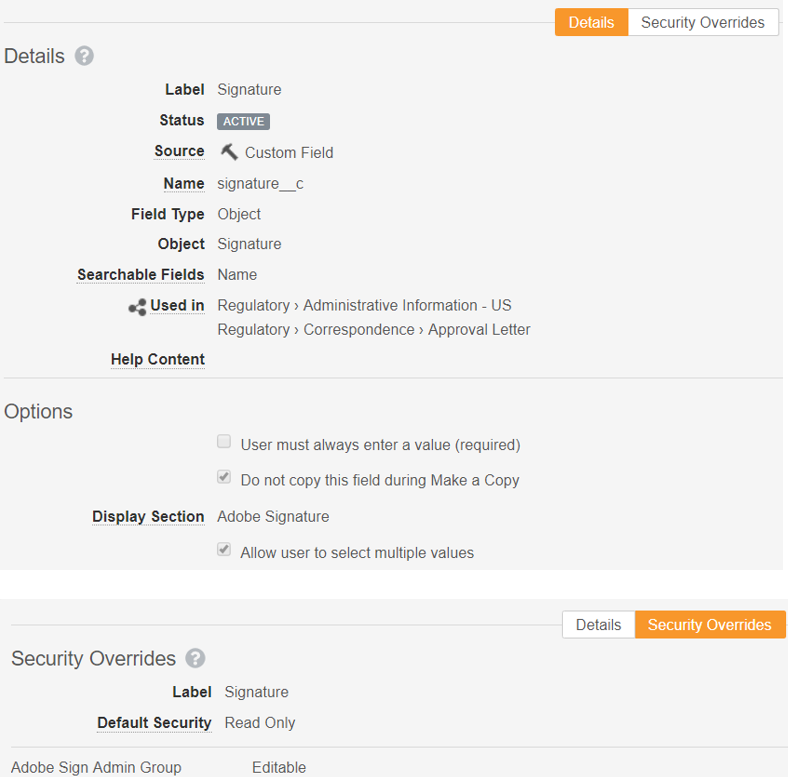 Details Security Overrides
Details ?
Label Signature
Status ACTIVE
Source Custom Field
Name signature__c
Field Type Object
Object Signature
Searchable Fields Name
Used in Regulatory › Administrative Information - US
Regulatory › Correspondence › Approval Letter
Help Content
Options
User must always enter a value (required)
Do not copy this field during Make a Copy
Display Section Adobe Signature
Allow user to select multiple values
Details Security Overrides
Security Overrides ?
Label Signature
Default Security Read Only
Adobe Sign Admin Group Editable